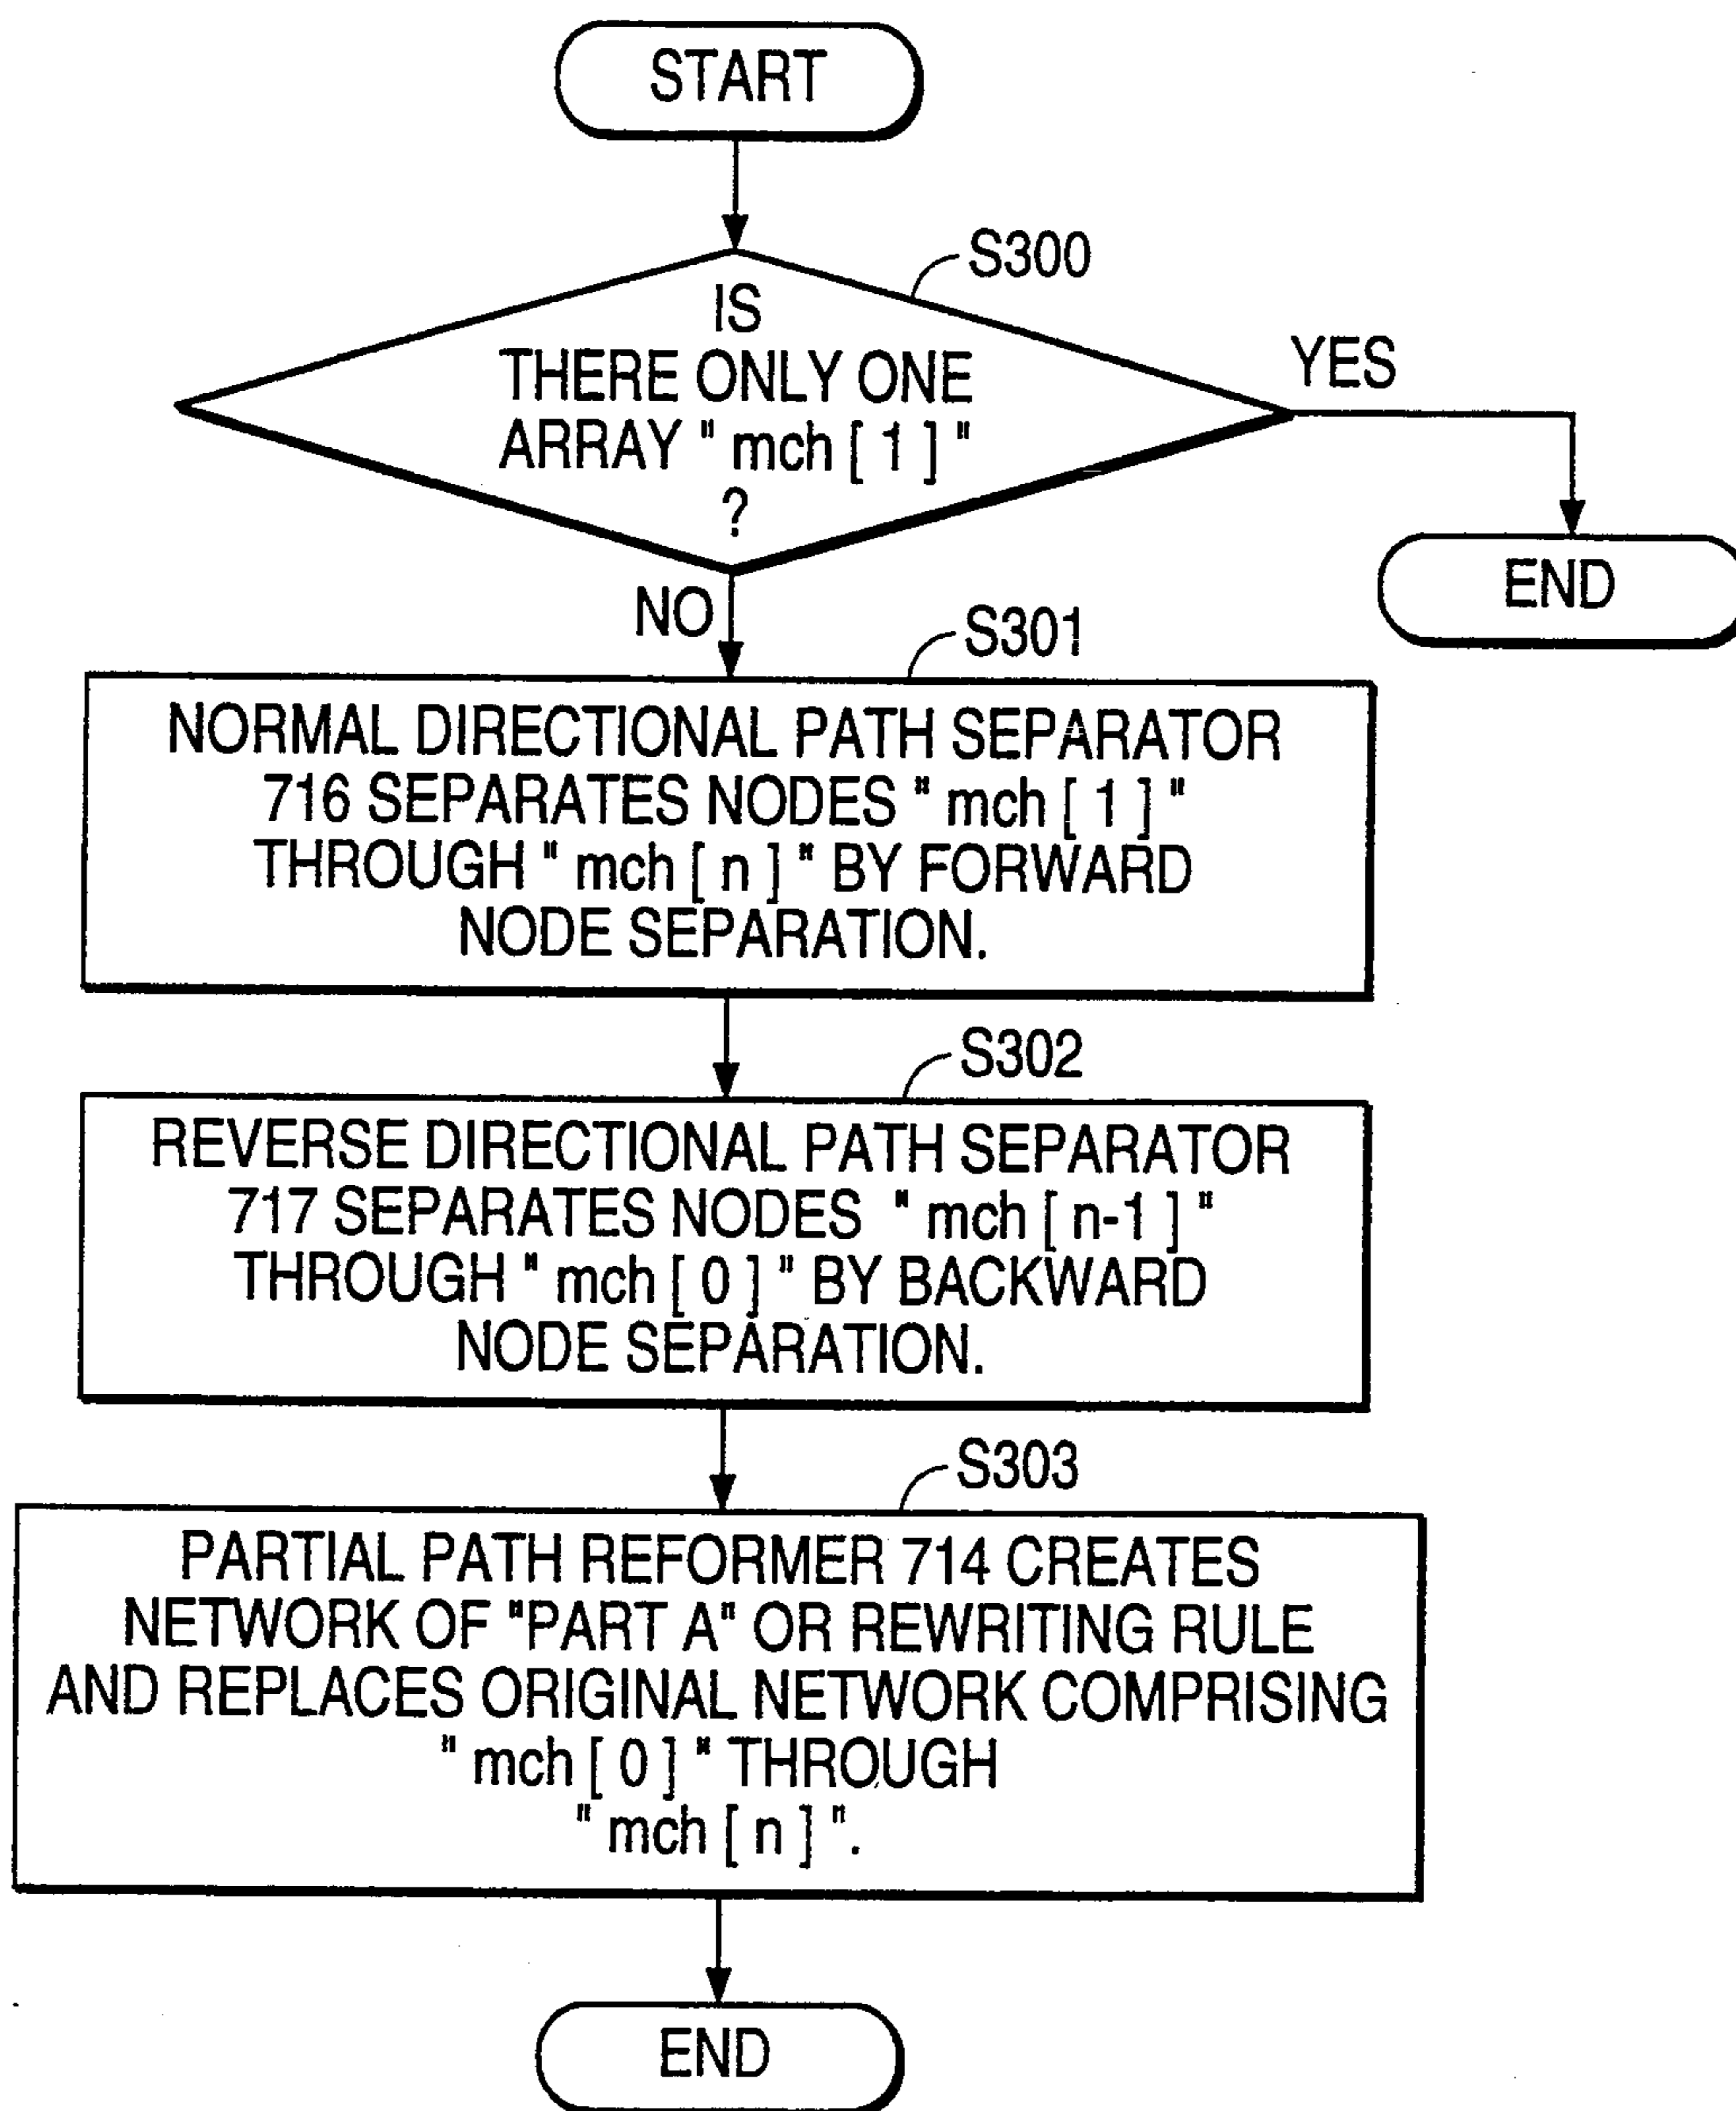 START
S300
IS
THERE ONLY ONE
ARRAY " mch [ 1 ] "
?
YES
END
NO
S301
NORMAL DIRECTIONAL PATH SEPARATOR
716 SEPARATES NODES " mch [ 1 ] "
THROUGH " mch [ n ] " BY FORWARD
NODE SEPARATION.
S302
REVERSE DIRECTIONAL PATH SEPARATOR
717 SEPARATES NODES " mch [ n-1 ] "
THROUGH " mch [ 0 ] " BY BACKWARD
NODE SEPARATION.
S303
PARTIAL PATH REFORMER 714 CREATES
NETWORK OF "PART A" OR REWRITING RULE
AND REPLACES ORIGINAL NETWORK COMPRISING
" mch [ 0 ] " THROUGH
" mch [ n ] ".
END